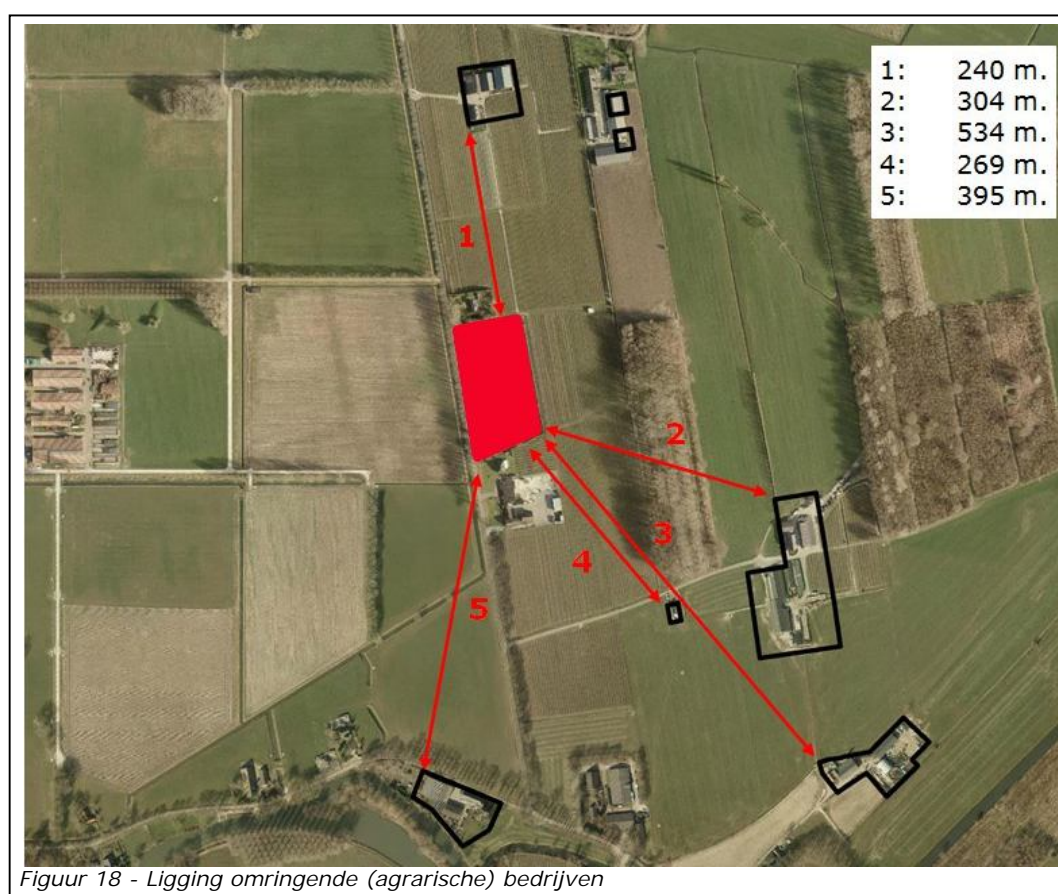 1: 240 m.
2: 304 m.
3: 534 m.
4: 269 m.
5: 395 m.
1
2
3
4
5
Figuur 18 - Ligging omringende (agrarische) bedrijven